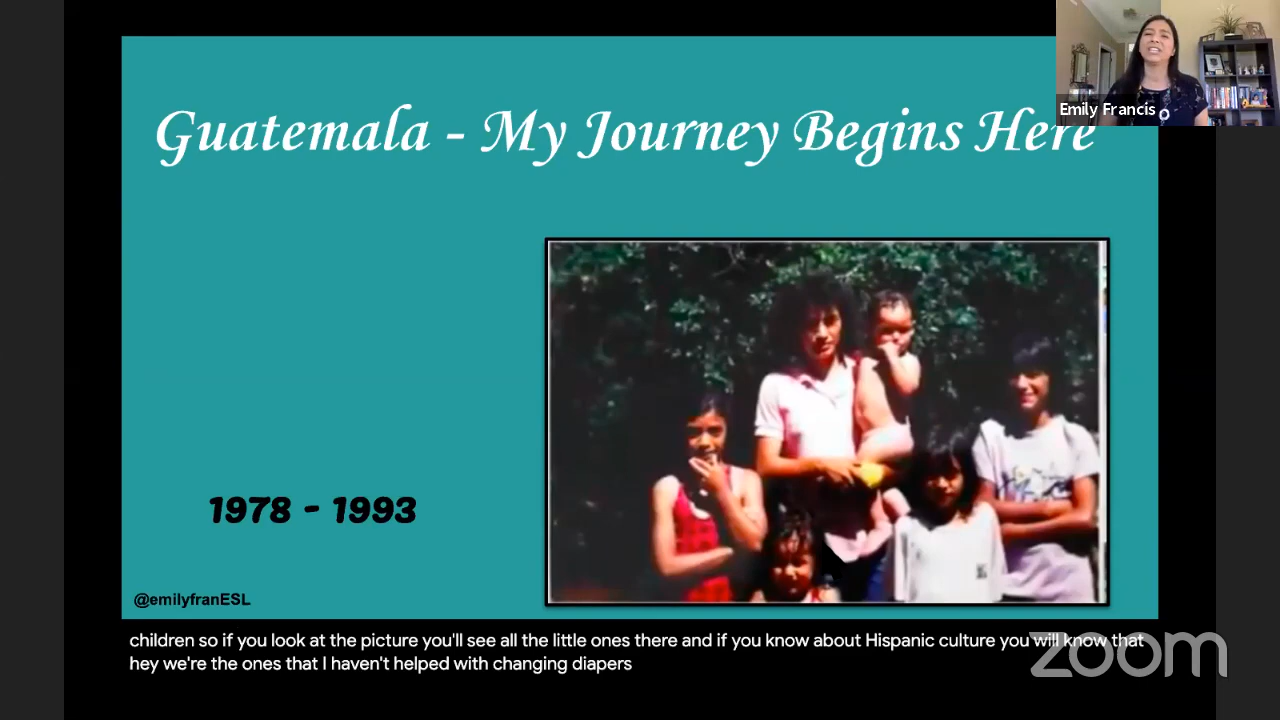 Emily Francis
Guatemala - My Journey Begins Here
1978 - 1993
@emilyfranESL
children so if you look at the picture you'll see all the little ones there and if you know about Hispanic culture you will know that
hey we're the ones that I haven't helped with changing diapers
zoom